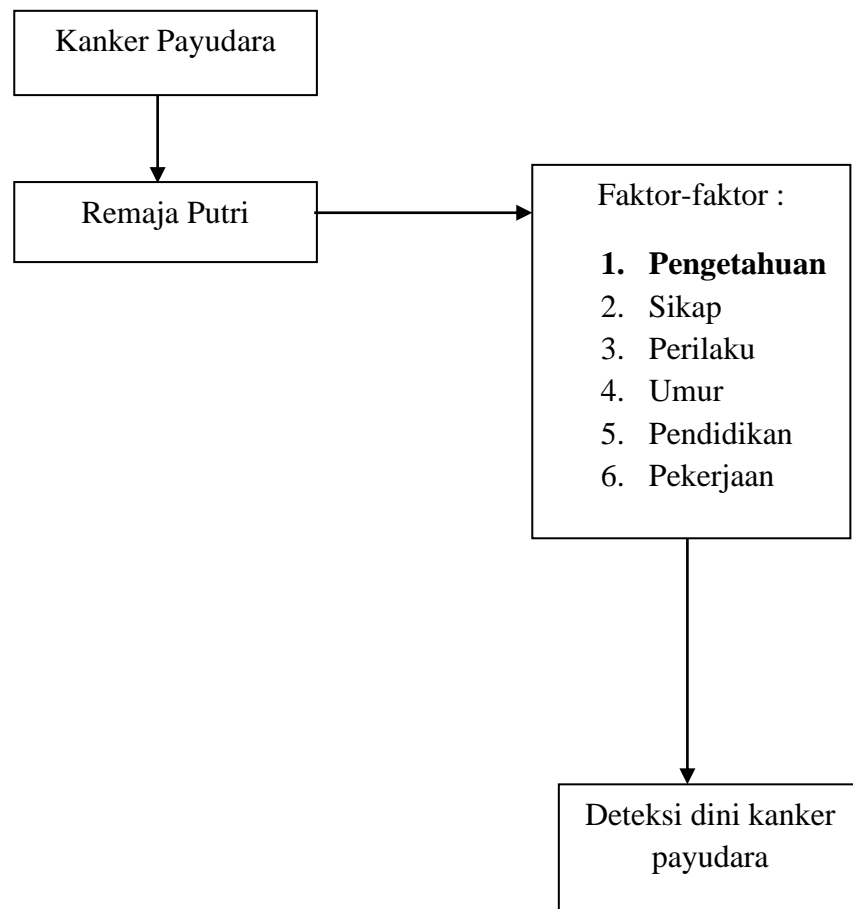 Kanker Payudara
Remaja Putri
Faktor-faktor :
1. Pengetahuan
2. Sikap
3. Perilaku
4. Umur
5. Pendidikan
6. Pekerjaan
Deteksi dini kanker
payudara